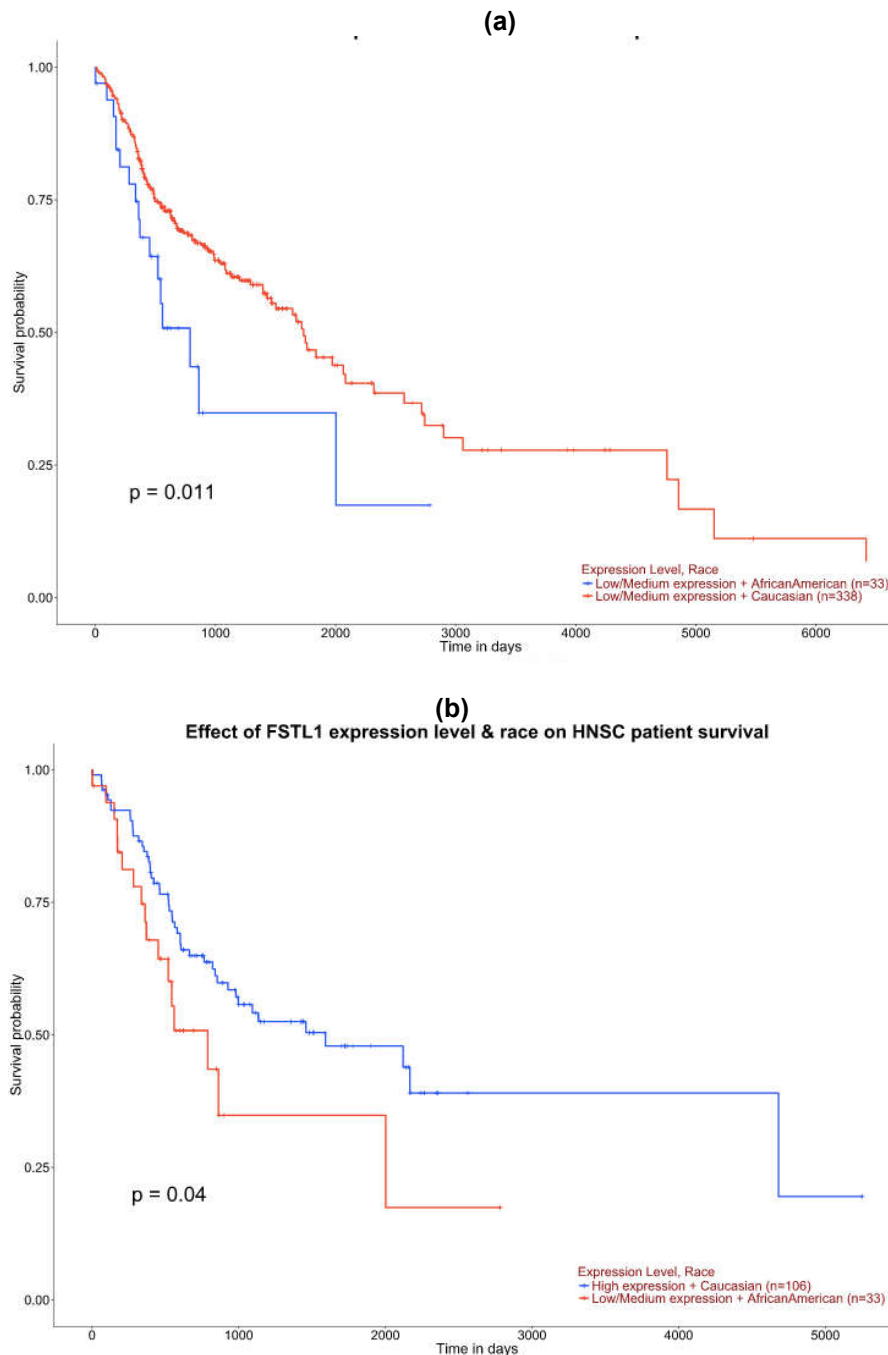 (a)
1.00
0.75
0.50
0.25
0.00
Survival probability
p = 0.011
Expression Level, Race
Low/Medium expression + AfricanAmerican (n=33)
Low/Medium expression + Caucasian (n=338)
0 1000 2000 3000 4000 5000 6000
Time in days
(b)
Effect of FSTL1 expression level & race on HNSC patient survival
1.00
0.75
0.50
0.25
0.00
Survival probability
p = 0.04
Expression Level, Race
High expression + Caucasian (n=106)
Low/Medium expression + AfricanAmerican (n=33)
0 1000 2000 3000 4000 5000
Time in days